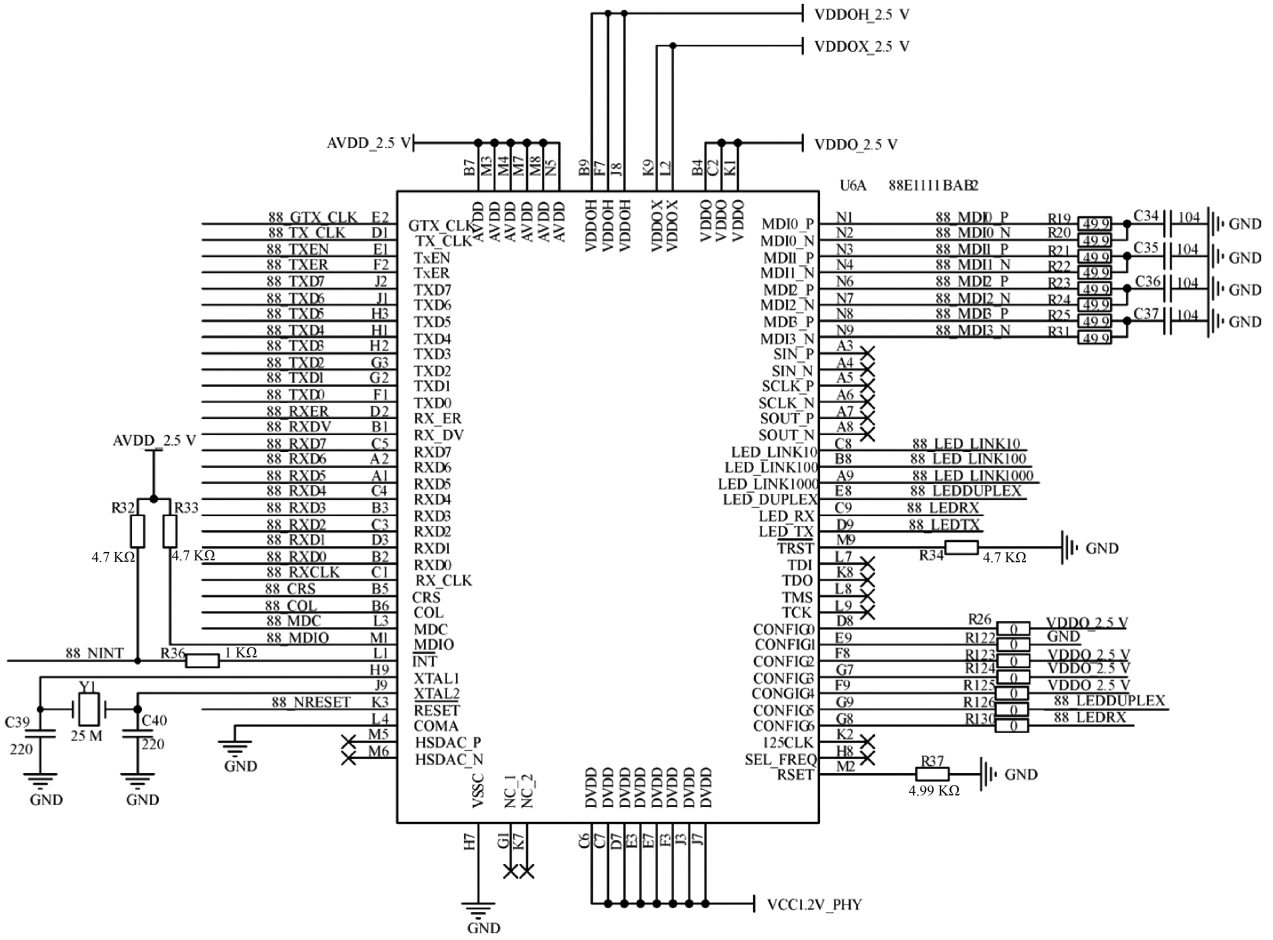 VDDOH_2.5 V
VDDOX_2.5 V
AVDD_2.5 V
VDDO_2.5 V
B7 M3 M4 M7 M8 N5 B9 F7 J8 K9 L2 B4 C2 K1
U6A 88E1111BAB2
AVDD AVDD AVDD AVDD AVDD AVDD VDDOH VDDOH VDDOH VDDOX VDDOX VDDO VDDO VDDO
88_GTX_CLK E2 GTX_CLK
88_TX_CLK D1 TX_CLK
88_TXEN E1 TxEN
88_TXER F2 TxER
88_TXD7 J2 TXD7
88_TXD6 J1 TXD6
88_TXD5 H3 TXD5
88_TXD4 H1 TXD4
88_TXD3 H2 TXD3
88_TXD2 G3 TXD2
88_TXD1 G2 TXD1
88_TXD0 F1 TXD0
88_RXER D2 RX_ER
88_RXDV B1 RX_DV
88_RXD7 C5 RXD7
88_RXD6 A2 RXD6
88_RXD5 A1 RXD5
88_RXD4 C4 RXD4
88_RXD3 B3 RXD3
88_RXD2 C3 RXD2
88_RXD1 D3 RXD1
88_RXD0 B2 RXD0
88_RXCLK C1 RX_CLK
88_CRS B5 CRS
88_COL B6 COL
88_MDC L3 MDC
88_MDIO M1 MDIO
88_NINT R36 1 KΩ L1 INT
H9 XTAL1
J9 XTAL2
88_NRESET K3 RESET
L4 COMA
M5 HSDAC_P
M6 HSDAC_N
AVDD_2.5 V
R32 R33
4.7 KΩ 4.7 KΩ
Y1
C39 25 M C40
220 220
GND GND GND
MDI0_P N1 88_MDI0_P R19 49.9 C34 104 GND
MDI0_N N2 88_MDI0_N R20
MDI1_P N3 88_MDI1_P R21 49.9 C35 104 GND
MDI1_N N4 88_MDI1_N R22 49.9
MDI2_P N6 88_MDI2_P R23 49.9 C36 104 GND
MDI2_N N7 88_MDI2_N R24
MDI3_P N8 88_MDI3_P R25 49.9 C37 104 GND
MDI3_N N9 88_MDI3_N R31 49.9
SIN_P A3
SIN_N A4
SCLK_P A5
SCLK_N A6
SOUT_P A7
SOUT_N A8
LED_LINK10 C8 88_LED_LINK10
LED_LINK100 B8 88_LED_LINK100
LED_LINK1000 A9 88_LED_LINK1000
LED_DUPLEX E8 88_LEDDUPLEX
LED_RX C9 88_LEDRX
LED_TX D9 88_LEDTX
TRST M9 R34 4.7 KΩ GND
TDI L7
TDO K8
TMS L8
TCK L9
CONFIG0 D8 R26 0 VDDO_2.5 V
CONFIG1 E9 R122 0 GND
CONFIG2 F8 R123 0 VDDO_2.5 V
CONFIG3 G7 R124 0 VDDO_2.5 V
CONGIG4 F9 R125 0 VDDO_2.5 V
CONFIG5 G9 R126 0 88_LEDDUPLEX
CONFIG6 G8 R130 0 88_LEDRX
125CLK K2
SEL_FREQ H8
RSET M2 R37 4.99 KΩ GND
VSSC NC_1 NC_2 DVDD DVDD DVDD DVDD DVDD DVDD DVDD DVDD
H7 G1 K7 C6 C7 D7 E3 E7 F3 J3 J7
GND
VCC1.2V_PHY